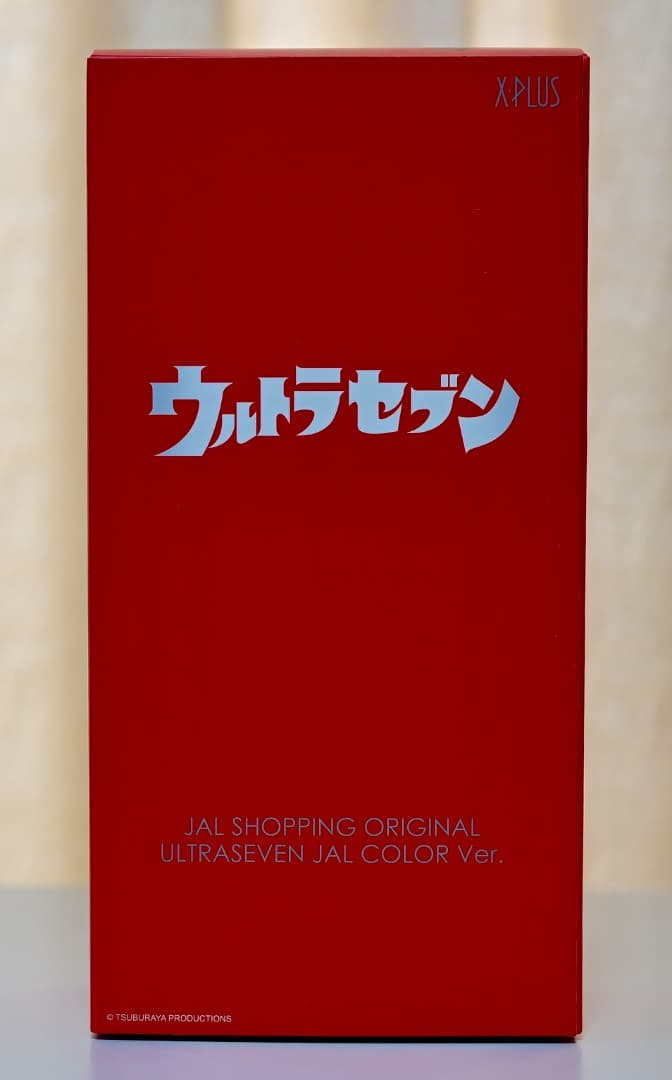 X·PLUS
ウルトラセブン
JAL SHOPPING ORIGINAL
ULTRASEVEN JAL COLOR Ver.
© TSUBURAYA PRODUCTIONS